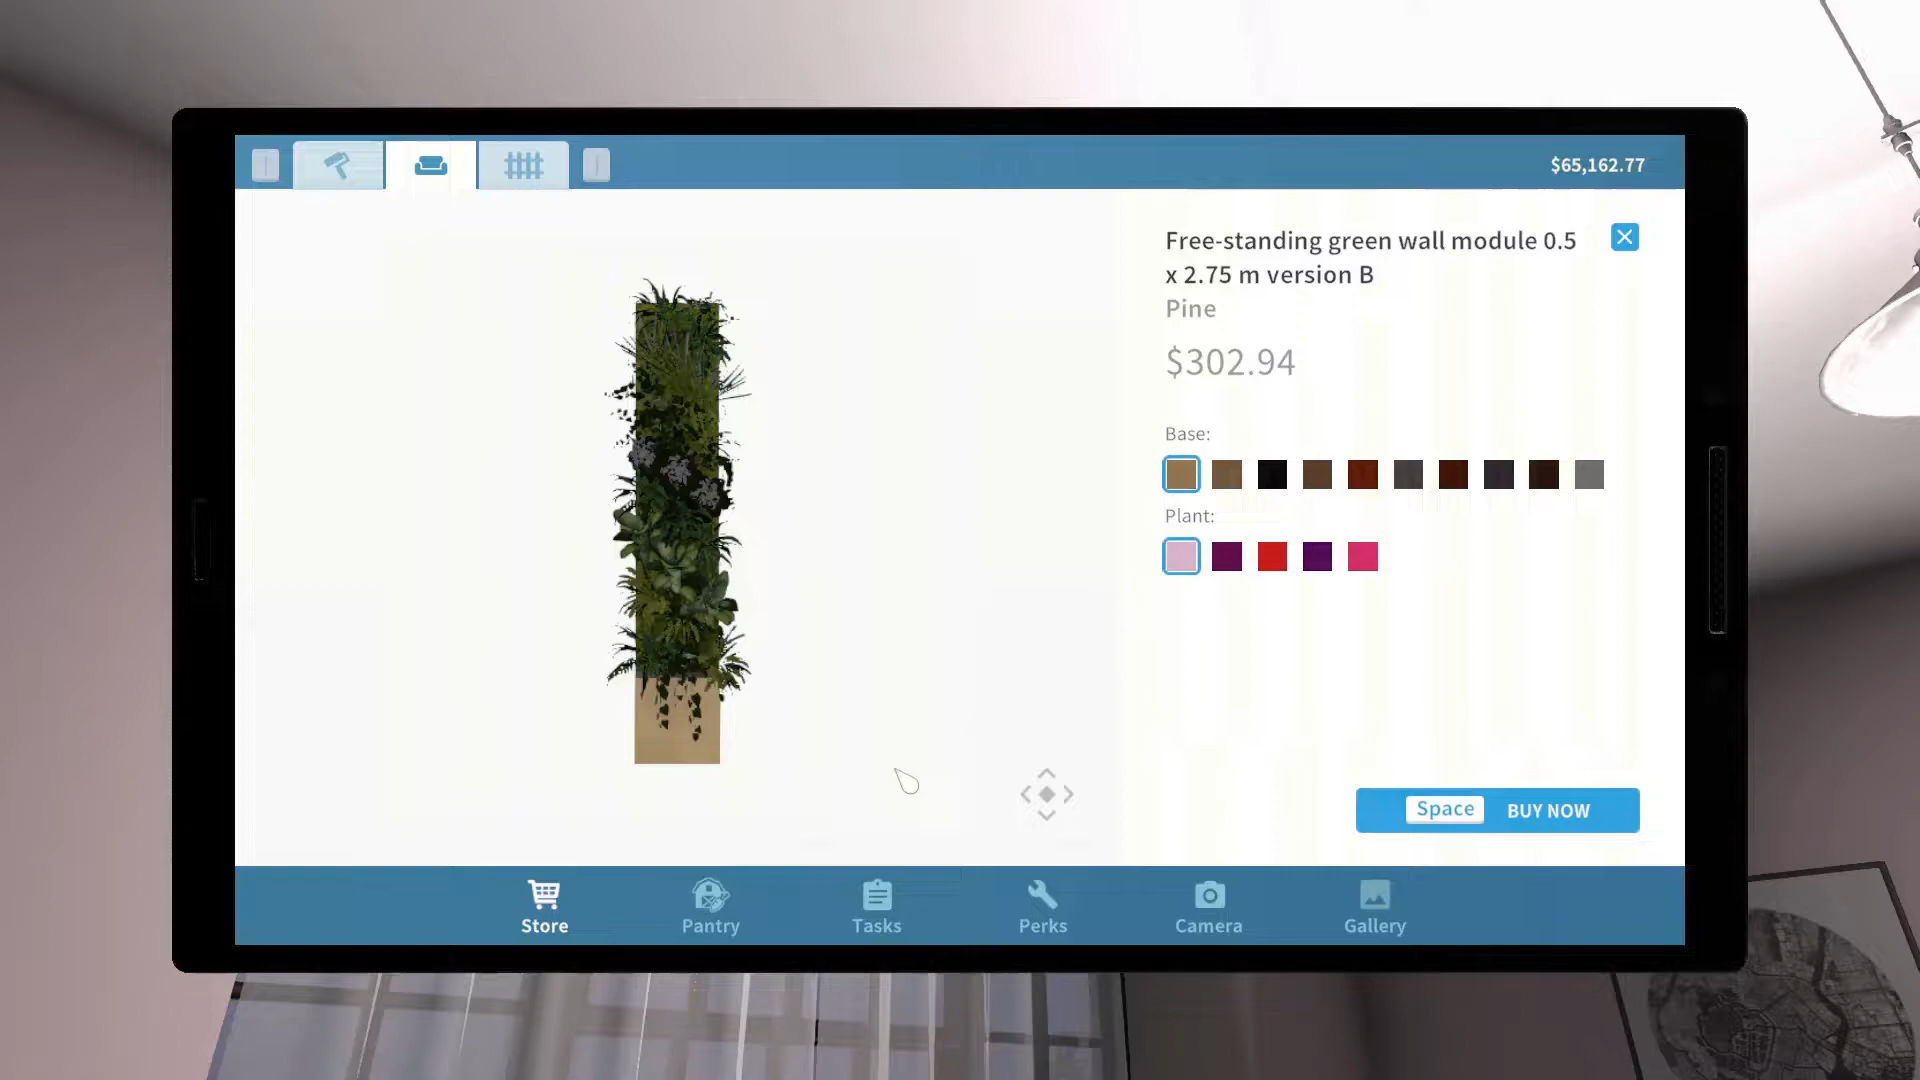 $65,162.77
Free-standing green wall module 0.5
x 2.75 m version B
Pine
$302.94
Base:
Plant:
Space BUY NOW
Store Pantry Tasks Perks Camera Gallery